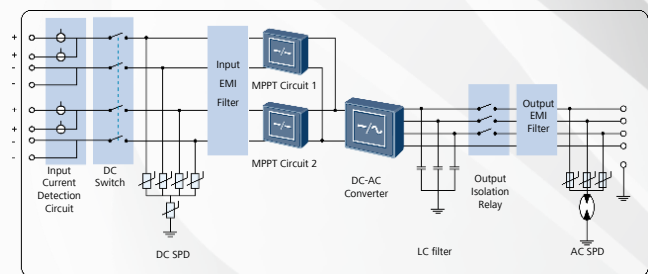 +
+
-
-
+
+
-
-
Input
Current
Detection
Circuit
DC
Switch
DC SPD
Input
EMI
Filter
MPPT Circuit 1
MPPT Circuit 2
DC-AC
Converter
LC filter
Output
Isolation
Relay
Output
EMI
Filter
AC SPD